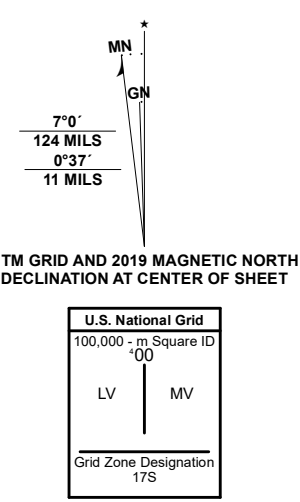 ★
MN
GN
7°0´
124 MILS
0°37´
11 MILS
TM GRID AND 2019 MAGNETIC NORTH
DECLINATION AT CENTER OF SHEET
U.S. National Grid
100,000 - m Square ID
⁴00
LV MV
Grid Zone Designation
17S